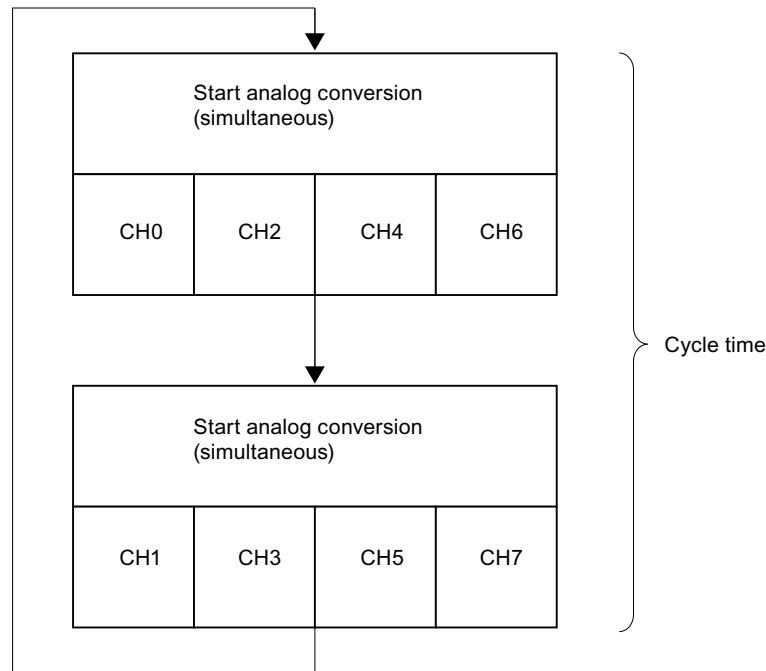 Start analog conversion
(simultaneous)
CH0 CH2 CH4 CH6
Cycle time
Start analog conversion
(simultaneous)
CH1 CH3 CH5 CH7